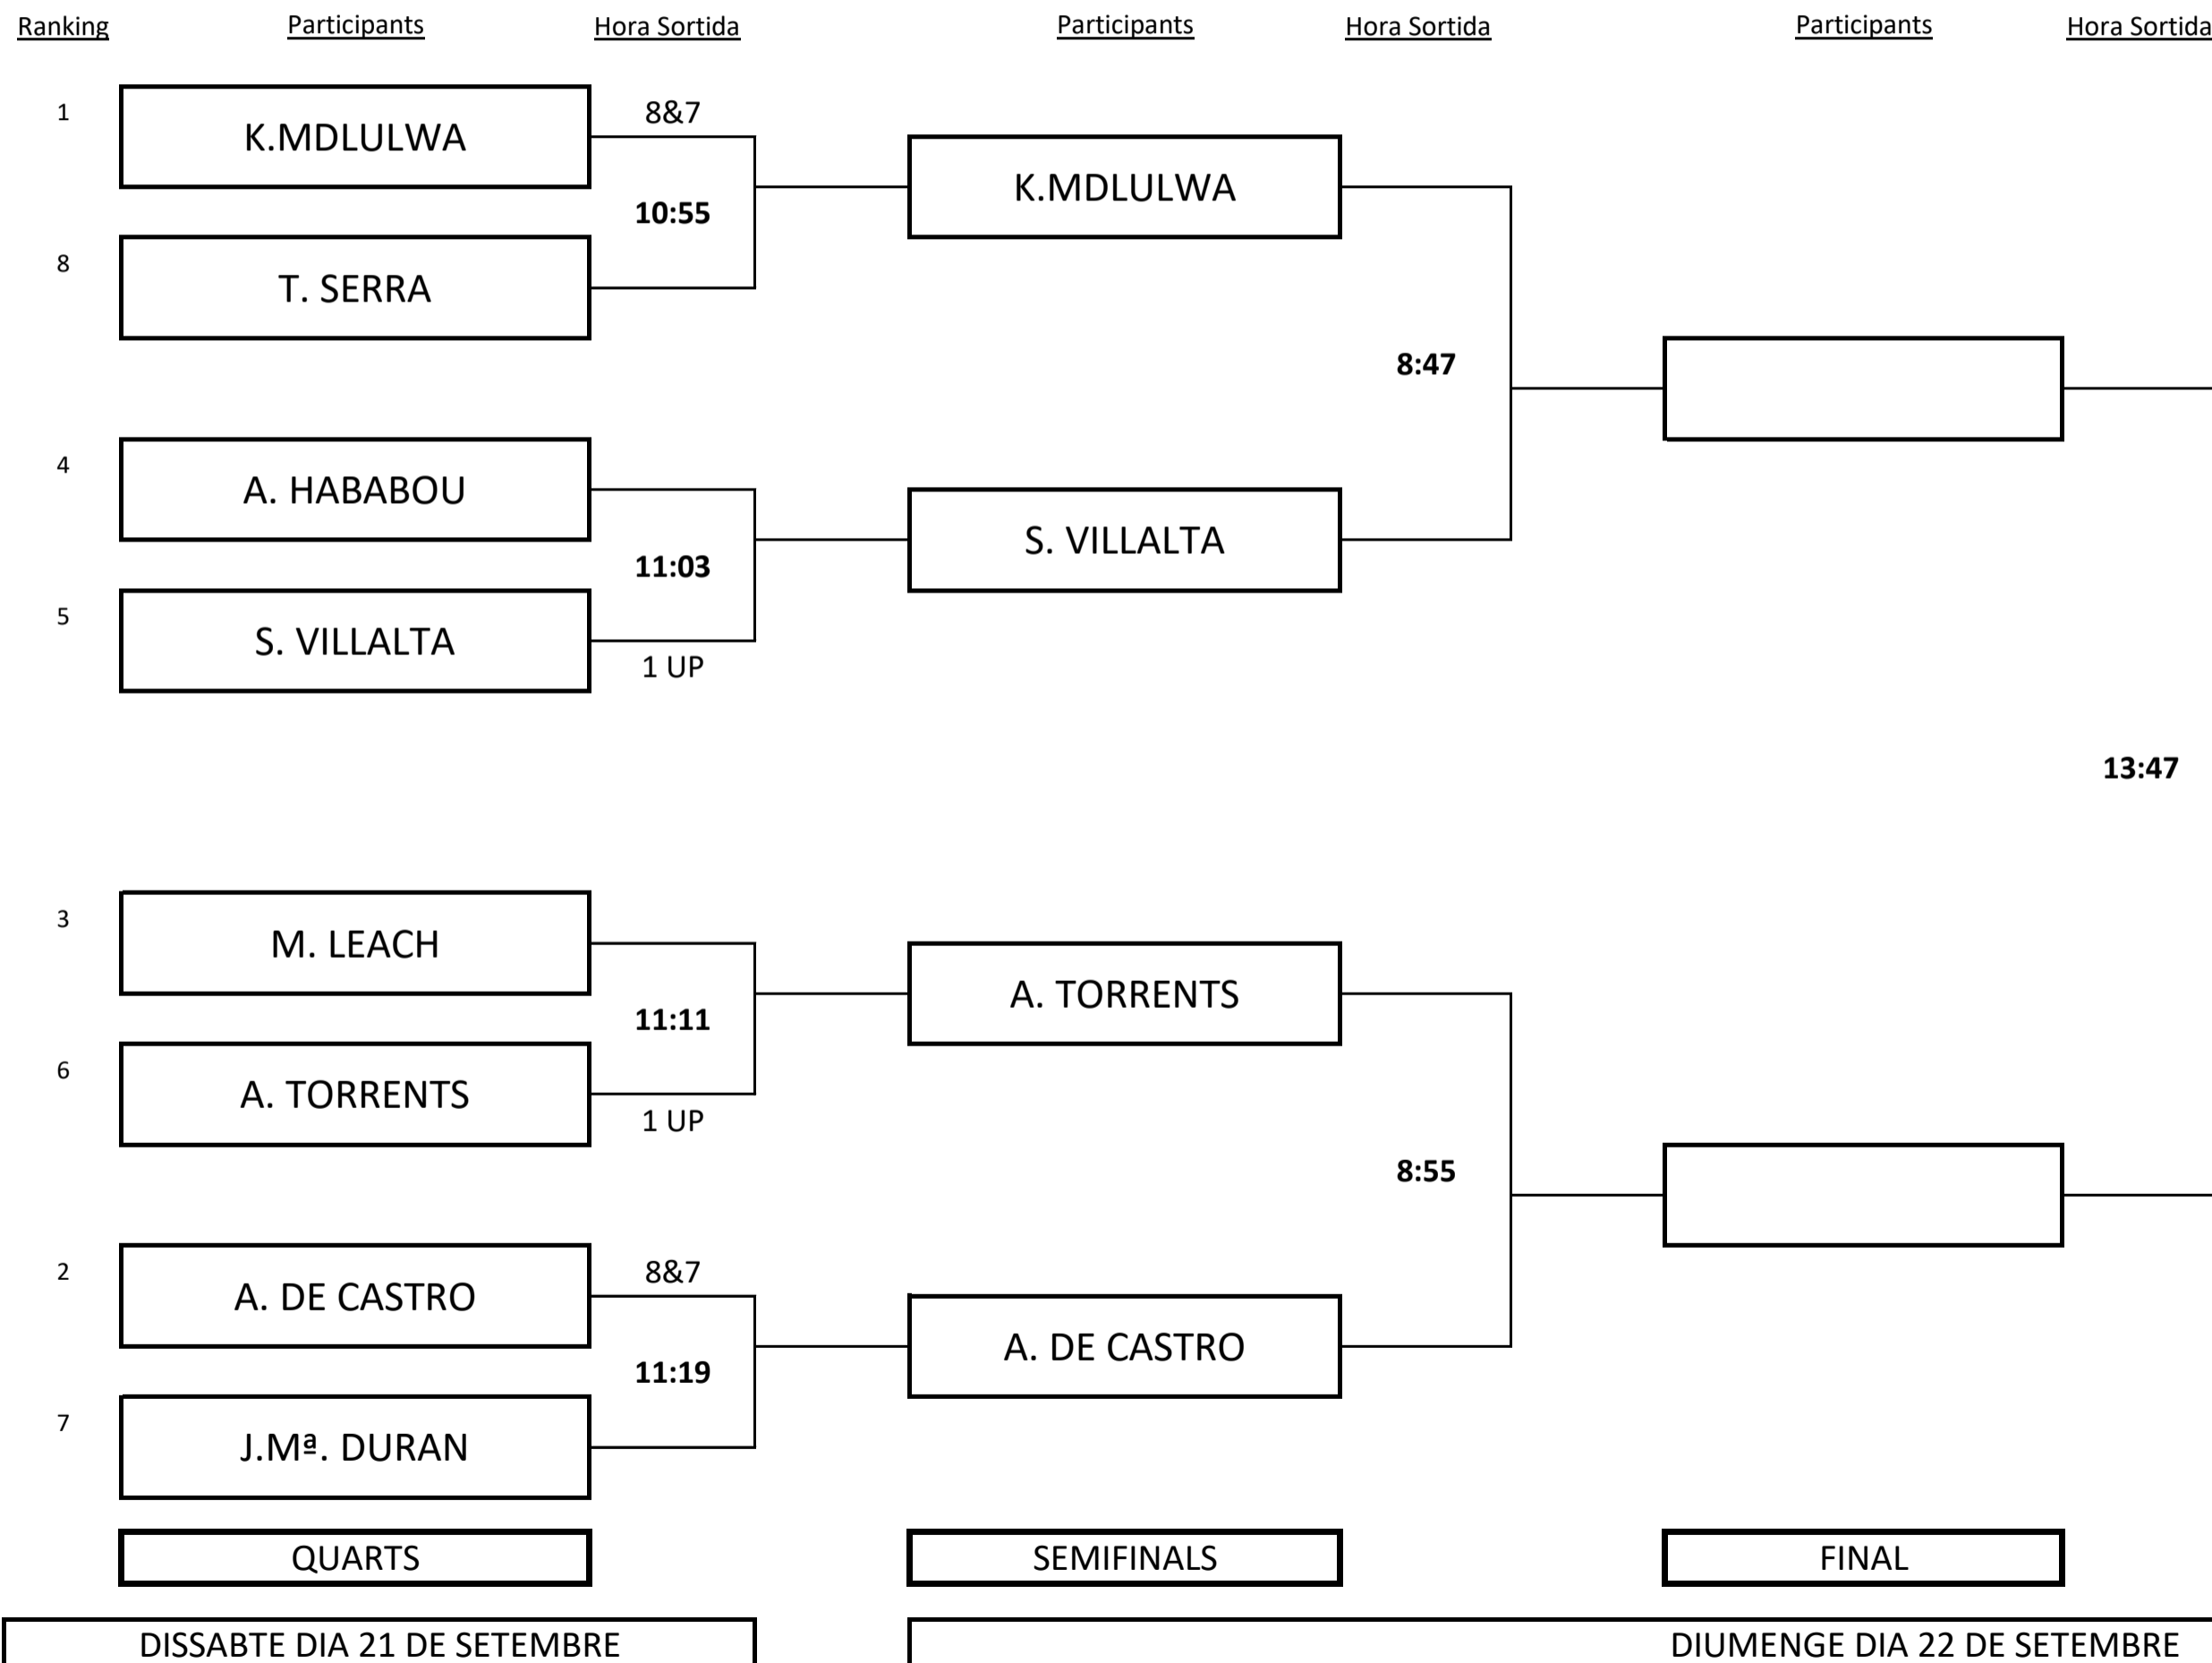 Ranking Participants Hora Sortida Participants Hora Sortida Participants Hora Sortida
1
K.MDLULWA
8&7
10:55
8
T. SERRA
K.MDLULWA
8:47
4
A. HABABOU
11:03
5
S. VILLALTA
1 UP
S. VILLALTA
13:47
3
M. LEACH
11:11
6
A. TORRENTS
1 UP
A. TORRENTS
8:55
2
A. DE CASTRO
8&7
11:19
7
J.Mª. DURAN
A. DE CASTRO
QUARTS SEMIFINALS FINAL
DISSABTE DIA 21 DE SETEMBRE DIUMENGE DIA 22 DE SETEMBRE